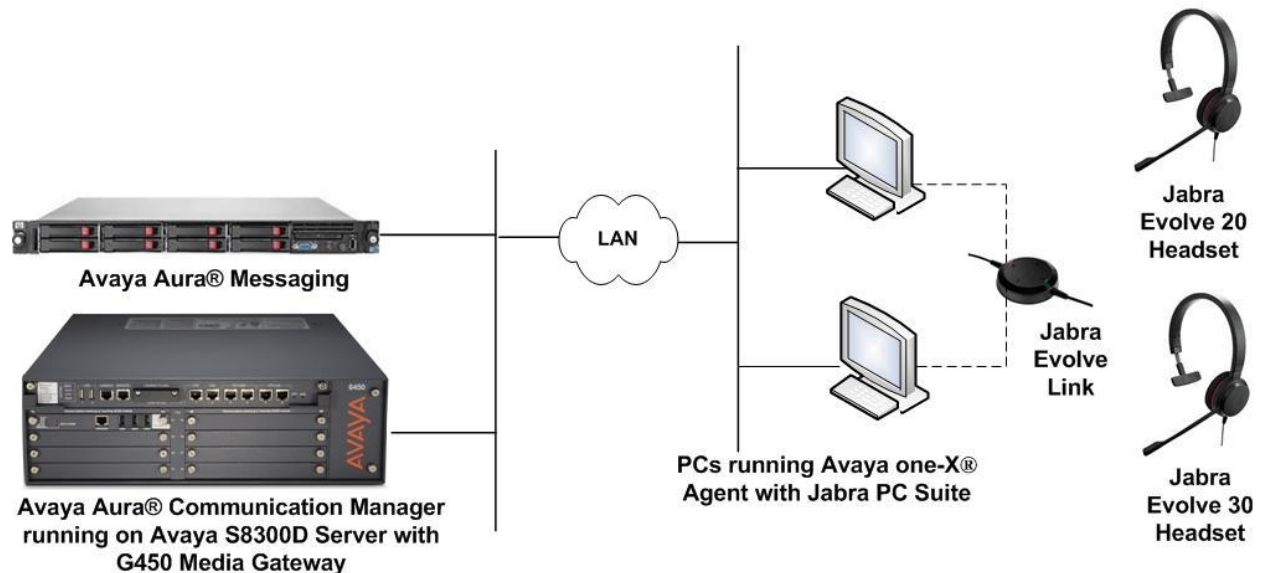 Avaya Aura® Messaging
G450
AVAYA
Avaya Aura® Communication Manager
running on Avaya S8300D Server with
G450 Media Gateway
LAN
PCs running Avaya one-X®
Agent with Jabra PC Suite
Jabra
Evolve
Link
Jabra
Evolve 20
Headset
Jabra
Evolve 30
Headset